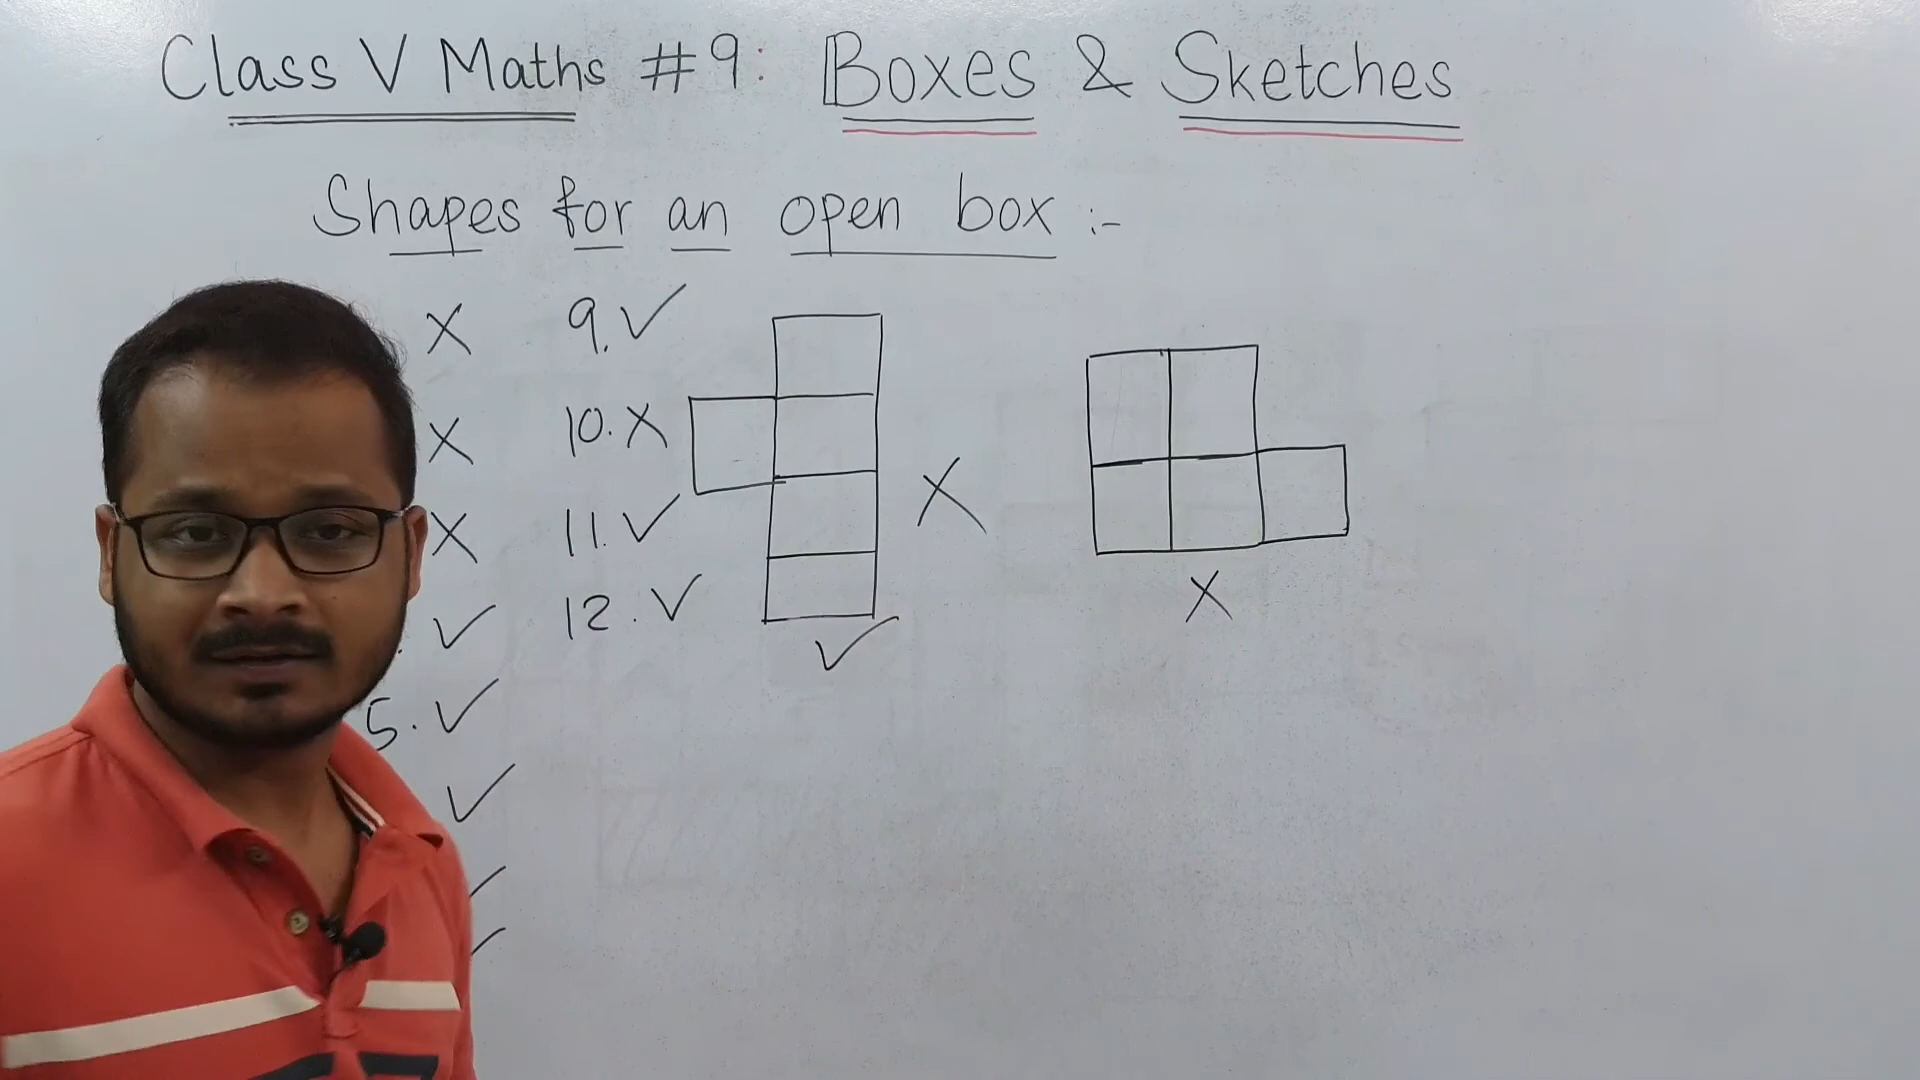 Class V Maths #9: Boxes & Sketches
Shapes for an open box :-
X 9. ✓
X 10. X
X 11. ✓
✓ 12. ✓
5. ✓
✓
X
✓
X